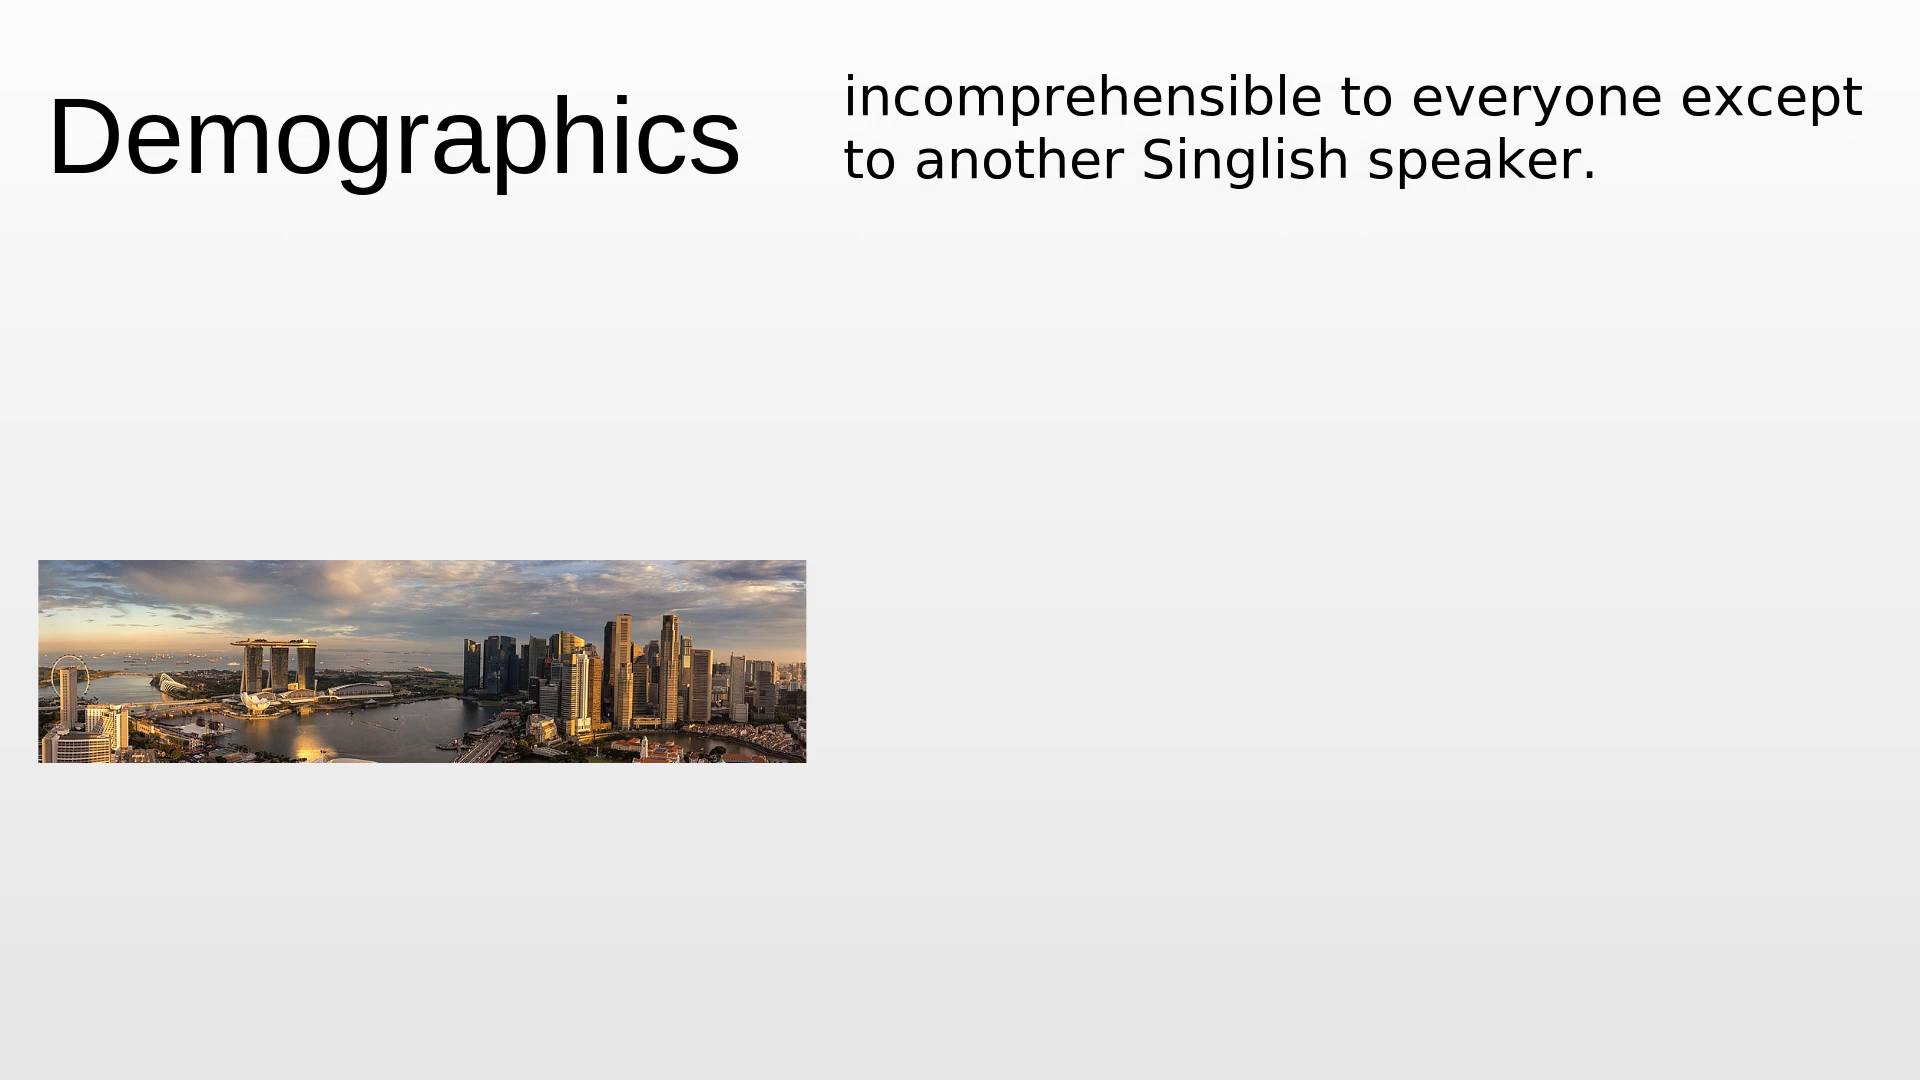 Demographics
incomprehensible to everyone except
to another Singlish speaker.